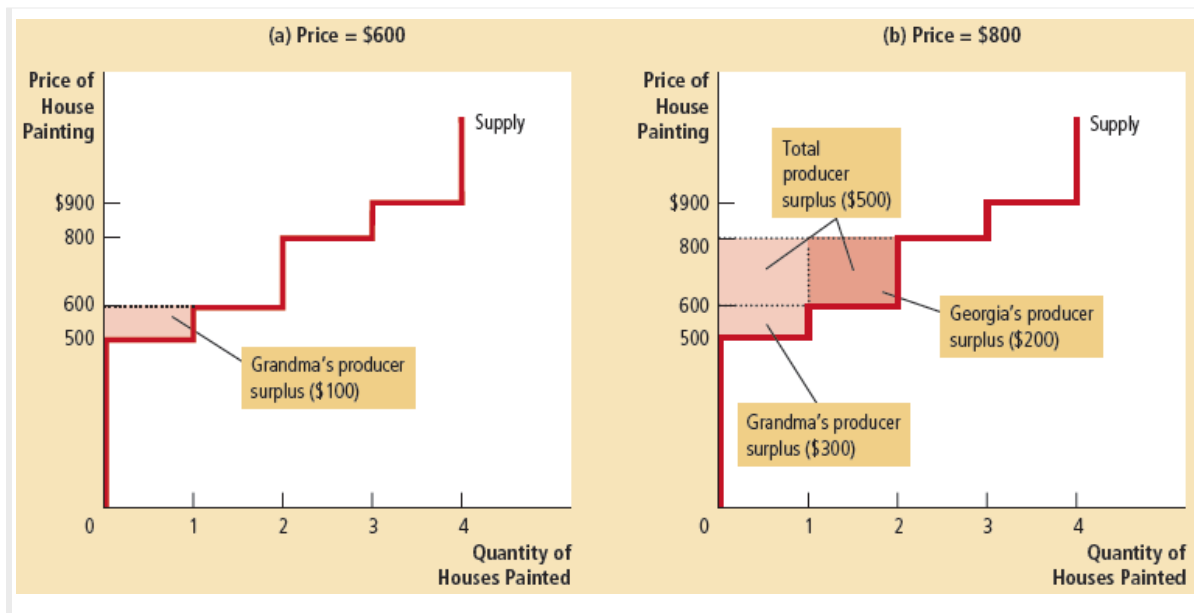 (a) Price = $600
Price of
House
Painting
Supply
$900
800
600
500
Grandma's producer
surplus ($100)
0
1
2
3
4
Quantity of
Houses Painted
(b) Price = $800
Price of
House
Painting
Supply
Total
producer
surplus ($500)
$900
800
600
500
Georgia's producer
surplus ($200)
Grandma's producer
surplus ($300)
0
1
2
3
4
Quantity of
Houses Painted